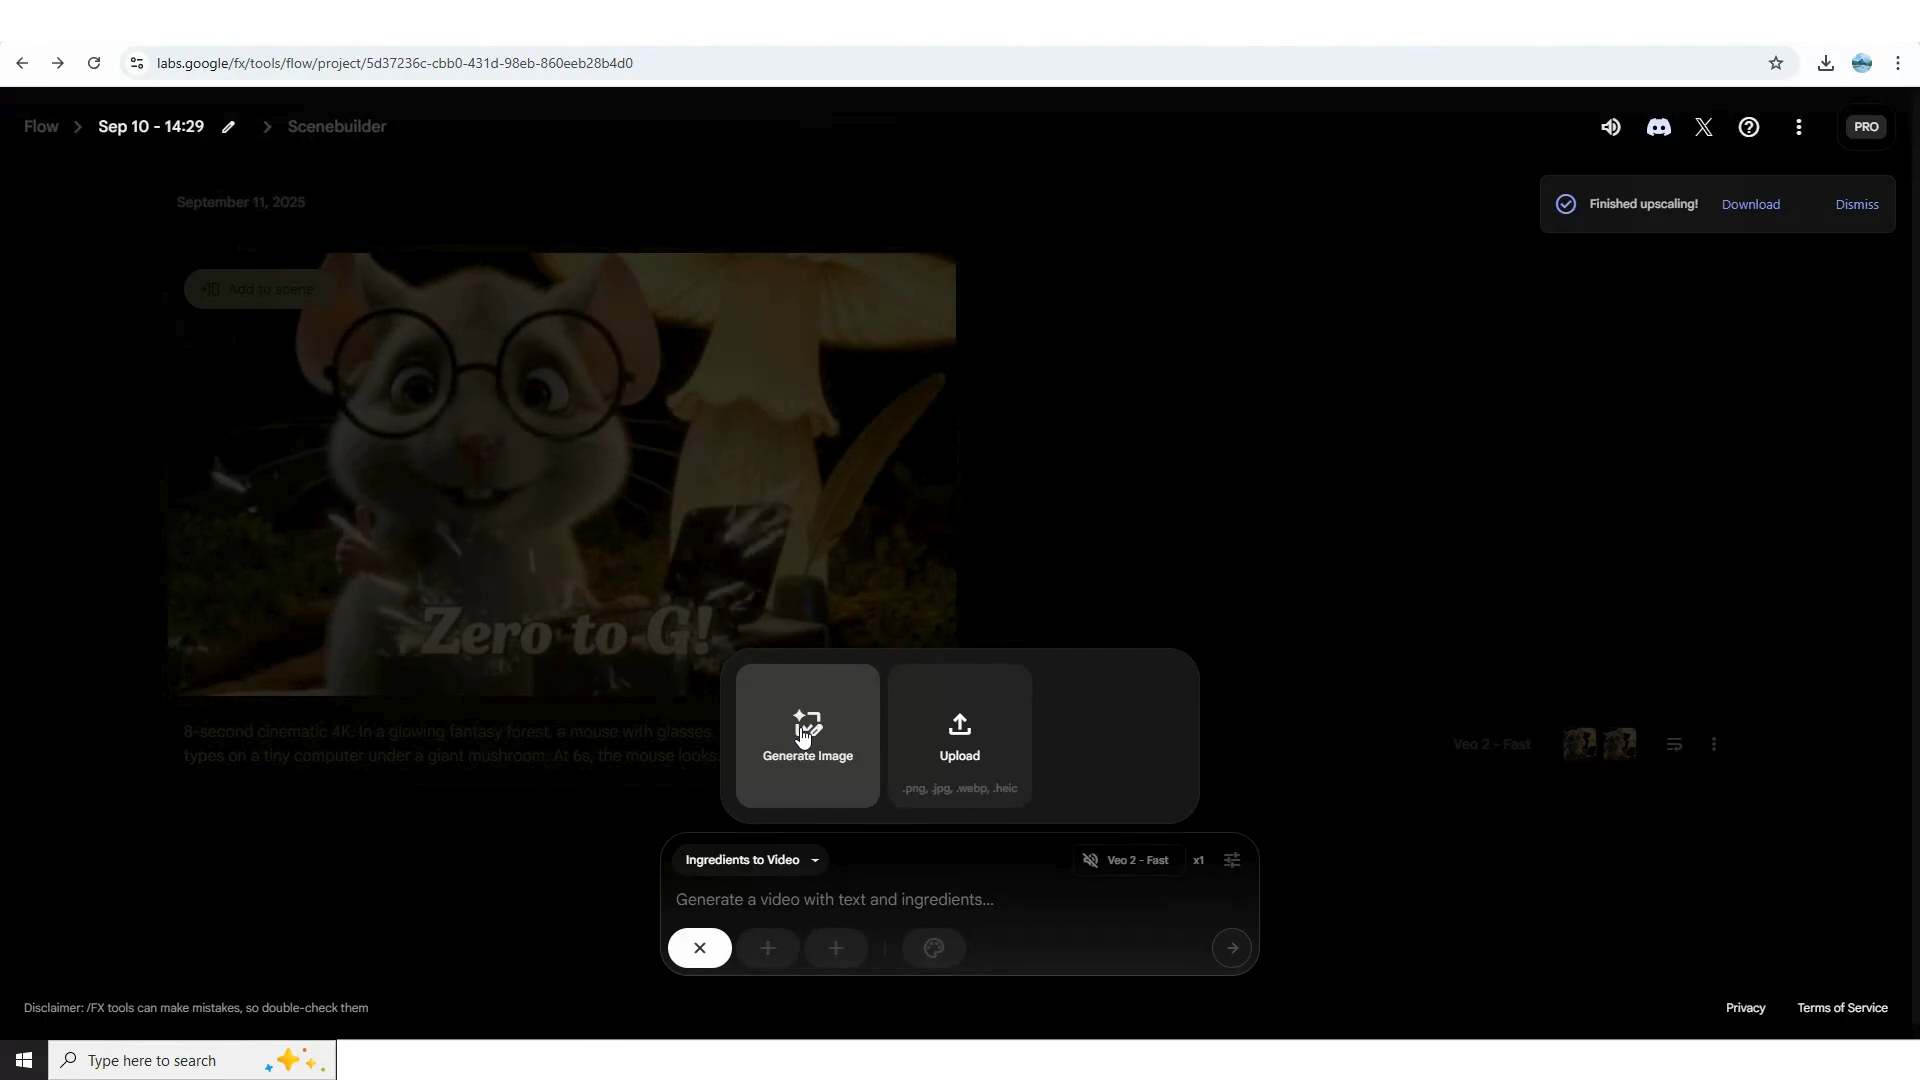 labs.google/fx/tools/flow/project/5d37236c-cbb0-431d-98eb-860eeb28b4d0
Flow > Sep 10 - 14:29 > Scenebuilder
PRO
September 11, 2025
Finished upscaling! Download Dismiss
Add to scene
Zero to G!
Generate Image
Upload
.png, .jpg, .webp, .heic
8-second cinematic 4K. In a glowing fantasy forest, a mouse with glasses
types on a tiny computer under a giant mushroom. At 6s, the mouse looks
Veo 2 - Fast
Ingredients to Video
Veo 2 - Fast x1
Generate a video with text and ingredients...
Disclaimer: /FX tools can make mistakes, so double-check them
Privacy Terms of Service
Type here to search